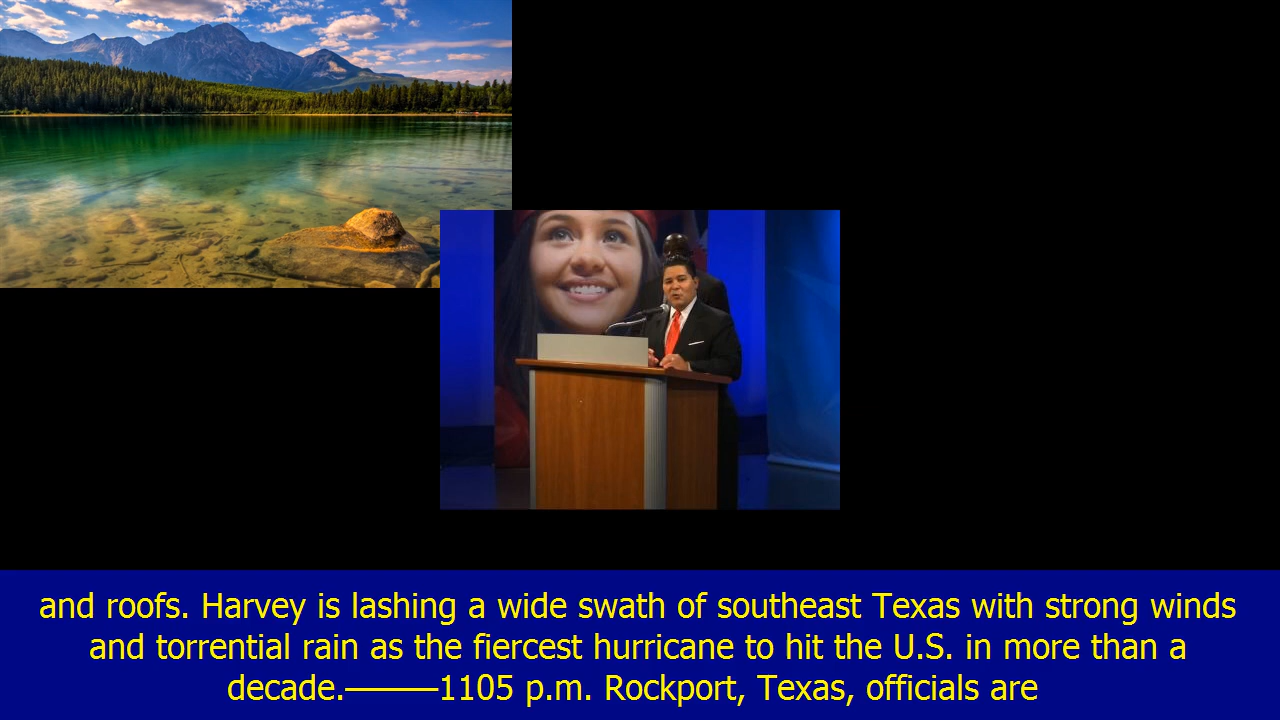 and roofs. Harvey is lashing a wide swath of southeast Texas with strong winds
and torrential rain as the fiercest hurricane to hit the U.S. in more than a
decade.———1105 p.m. Rockport, Texas, officials are